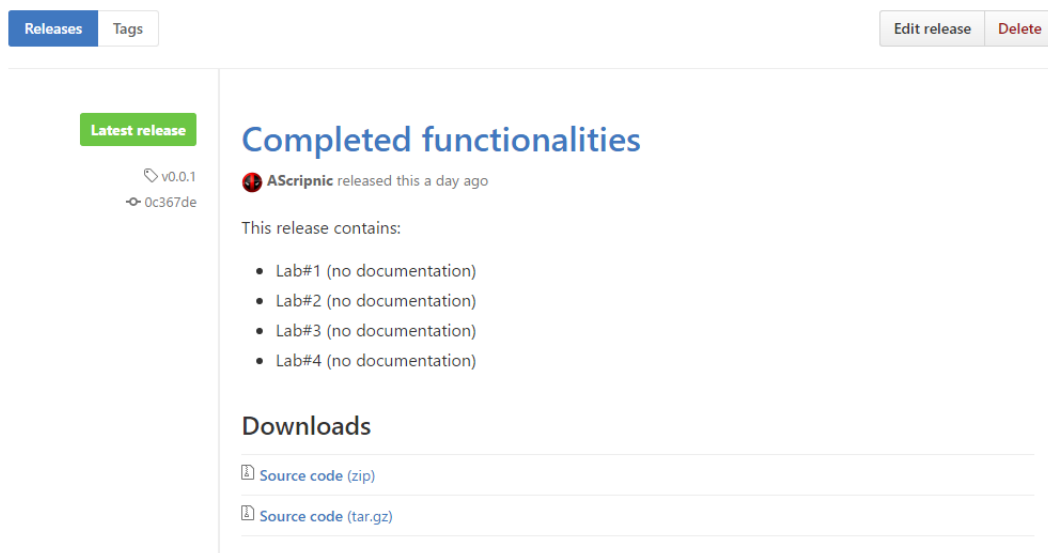 Releases Tags Edit release Delete
Latest release
Completed functionalities
v0.0.1
AScripnic released this a day ago
0c367de
This release contains:
Lab#1 (no documentation)
Lab#2 (no documentation)
Lab#3 (no documentation)
Lab#4 (no documentation)
Downloads
Source code (zip)
Source code (tar.gz)